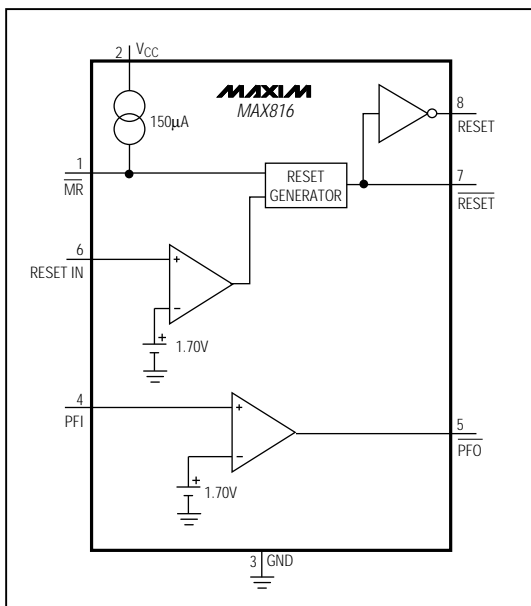 2 VCC
MAXIM
MAX816
150µA
8
RESET
1
MR
RESET
GENERATOR
7
RESET
6
RESET IN
+
−
+
1.70V
4
PFI
+
−
5
PFO
+
1.70V
3 GND